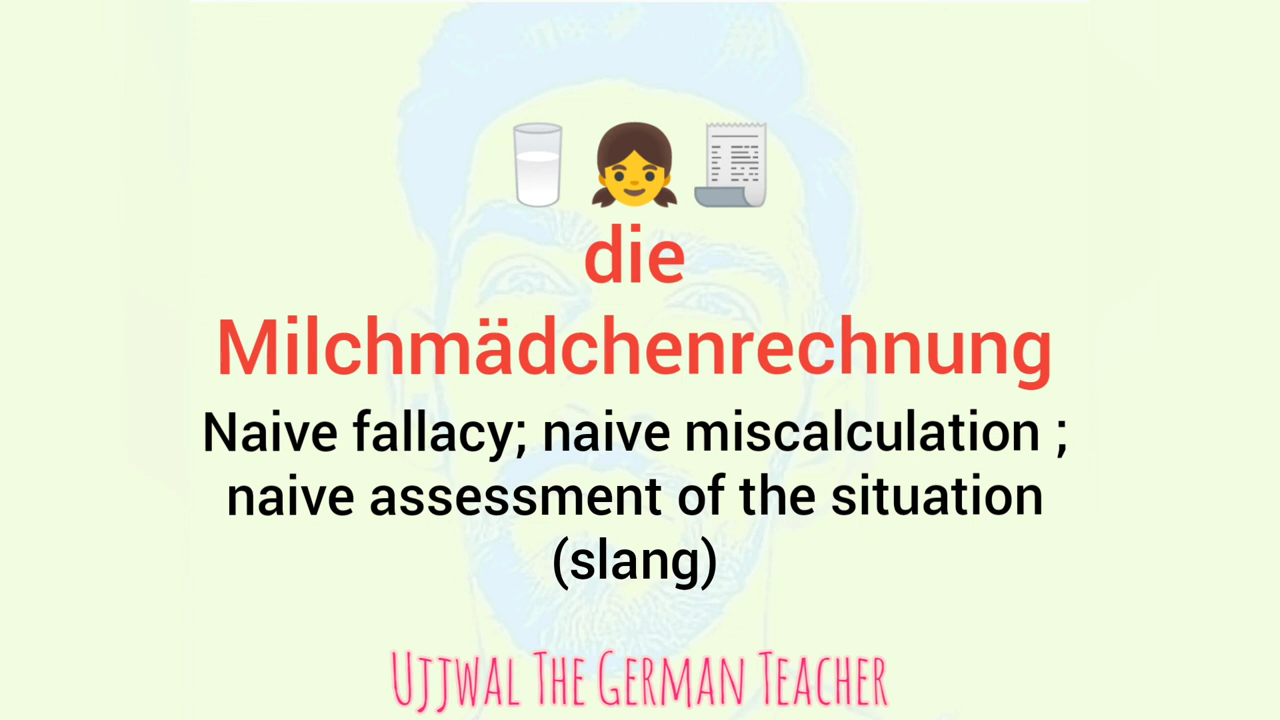 die
Milchmädchenrechnung
Naive fallacy; naive miscalculation ;
naive assessment of the situation
(slang)
Ujjwal The German Teacher